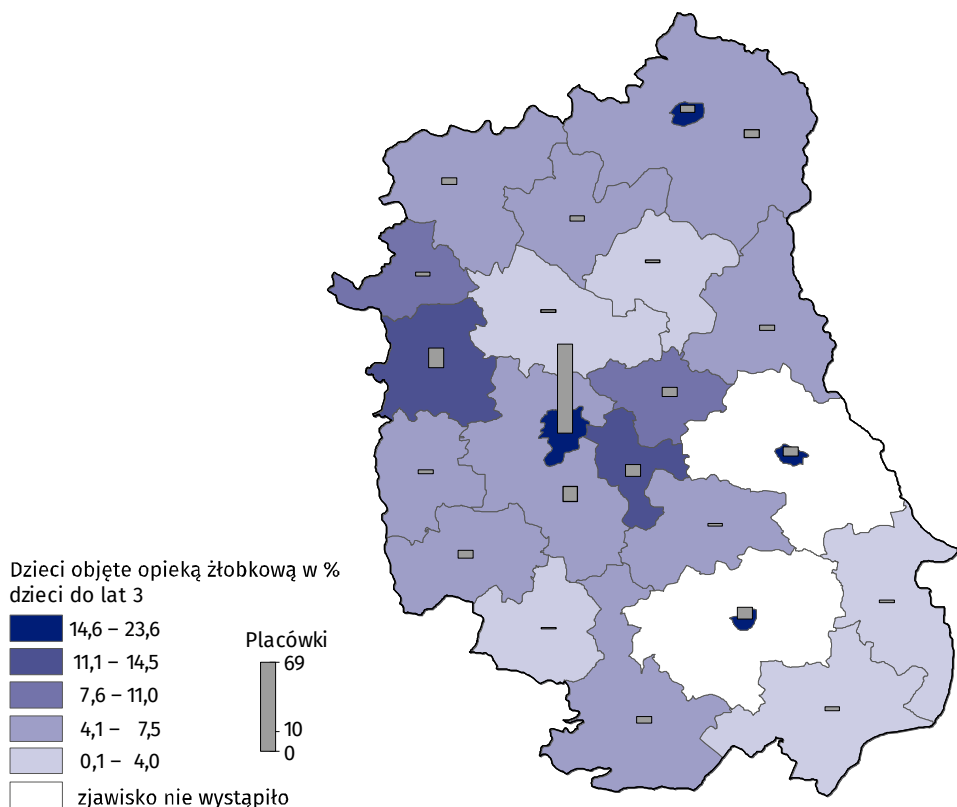 Dzieci objęte opieką żłobkową w %
dzieci do lat 3
14,6 – 23,6
11,1 – 14,5
7,6 – 11,0
4,1 – 7,5
0,1 – 4,0
zjawisko nie wystąpiło
Placówki
69
10
0